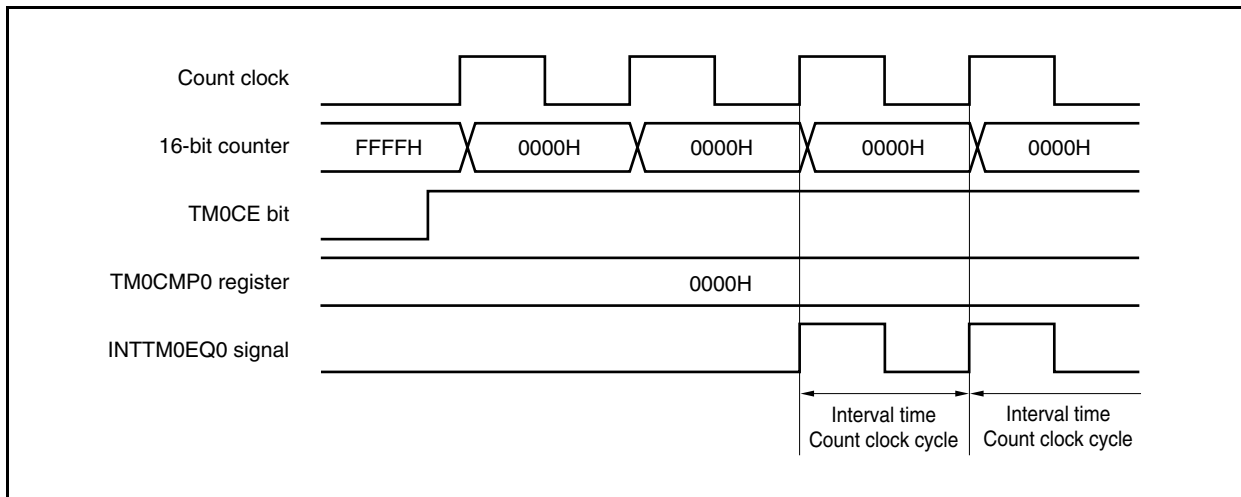 Count clock
16-bit counter
FFFFH 0000H 0000H 0000H 0000H
TM0CE bit
TM0CMP0 register
0000H
INTTM0EQ0 signal
Interval time
Count clock cycle
Interval time
Count clock cycle